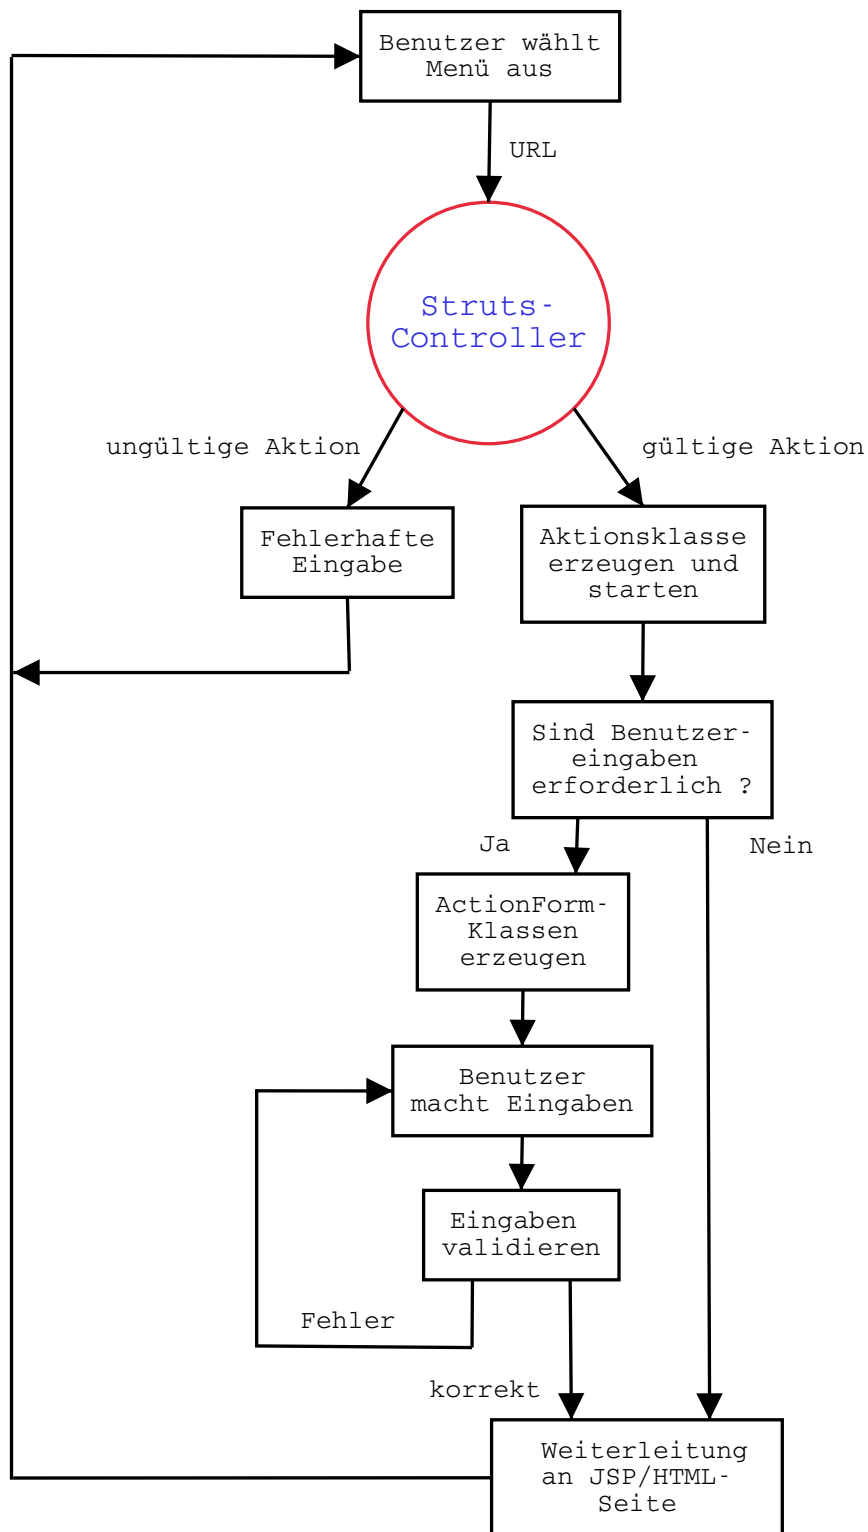 Benutzer wählt
Menü aus
URL
Struts-
Controller
ungültige Aktion
gültige Aktion
Fehlerhafte
Eingabe
Aktionsklasse
erzeugen und
starten
Sind Benutzer-
eingaben
erforderlich ?
Ja
Nein
ActionForm-
Klassen
erzeugen
Benutzer
macht Eingaben
Eingaben
validieren
Fehler
korrekt
Weiterleitung
an JSP/HTML-
Seite